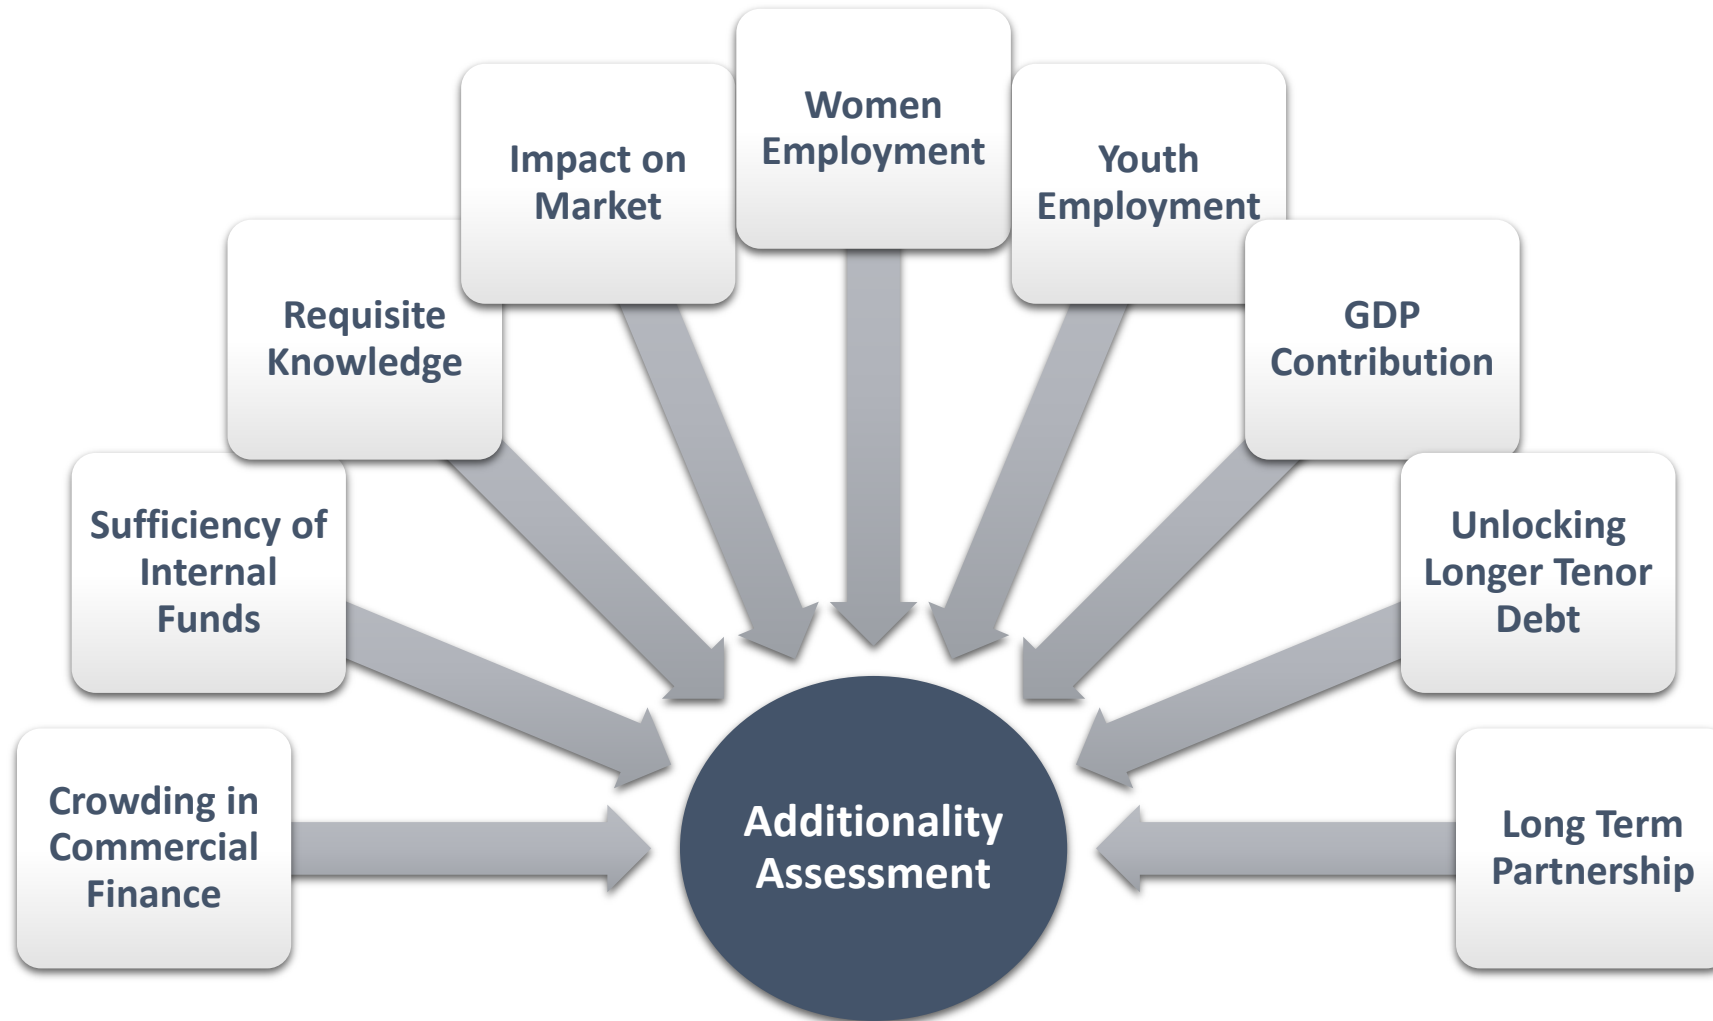 Women
Employment
Impact on
Market
Youth
Employment
Requisite
Knowledge
GDP
Contribution
Sufficiency of
Internal
Funds
Unlocking
Longer Tenor
Debt
Crowding in
Commercial
Finance
Additionality
Assessment
Long Term
Partnership